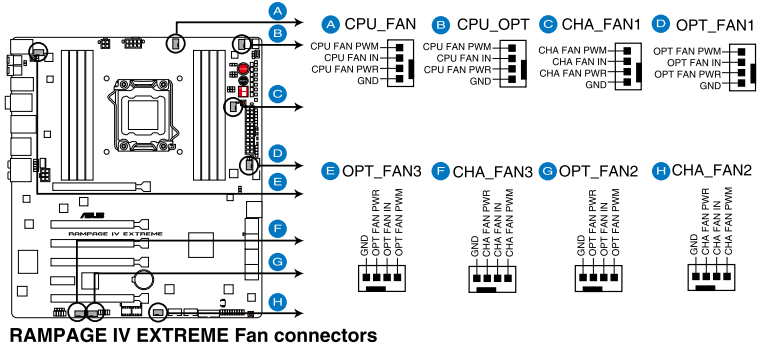 A
B
C
D
E
F
G
H
ASUS
RAMPAGE IV EXTREME
A CPU_FAN
CPU FAN PWM
CPU FAN IN
CPU FAN PWR
GND
B CPU_OPT
CPU FAN PWM
CPU FAN IN
CPU FAN PWR
GND
C CHA_FAN1
CHA FAN PWM
CHA FAN IN
CHA FAN PWR
GND
D OPT_FAN1
OPT FAN PWM
OPT FAN IN
OPT FAN PWR
GND
E OPT_FAN3
GND
OPT FAN PWR
OPT FAN IN
OPT FAN PWM
F CHA_FAN3
GND
CHA FAN PWR
CHA FAN IN
CHA FAN PWM
G OPT_FAN2
GND
OPT FAN PWR
OPT FAN IN
OPT FAN PWM
H CHA_FAN2
GND
CHA FAN PWR
CHA FAN IN
CHA FAN PWM
RAMPAGE IV EXTREME Fan connectors